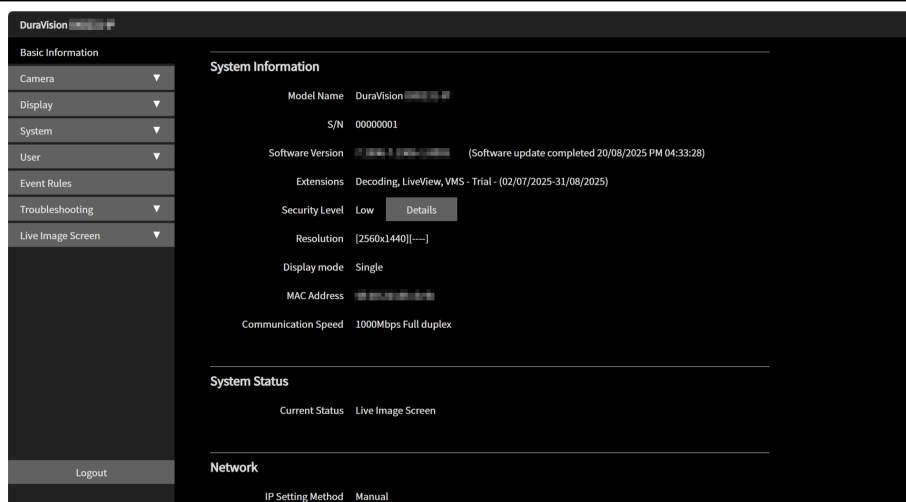 DuraVision
Basic Information
Camera
Display
System
User
Event Rules
Troubleshooting
Live Image Screen
Logout
System Information
Model Name DuraVision
S/N 00000001
Software Version (Software update completed 20/08/2025 PM 04:33:28)
Extensions Decoding, LiveView, VMS - Trial - (02/07/2025-31/08/2025)
Security Level Low Details
Resolution [2560x1440][----]
Display mode Single
MAC Address
Communication Speed 1000Mbps Full duplex
System Status
Current Status Live Image Screen
Network
IP Setting Method Manual